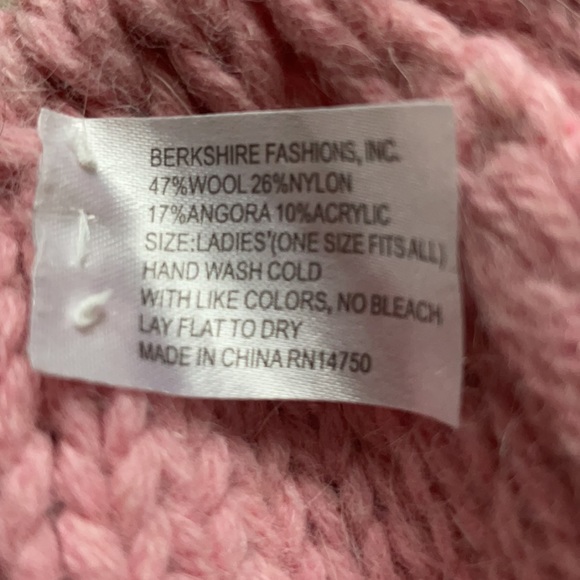 BERKSHIRE FASHIONS, INC.
47%WOOL 26%NYLON
17%ANGORA 10%ACRYLIC
SIZE:LADIES'(ONE SIZE FITS ALL)
HAND WASH COLD
WITH LIKE COLORS, NO BLEACH
LAY FLAT TO DRY
MADE IN CHINA RN14750